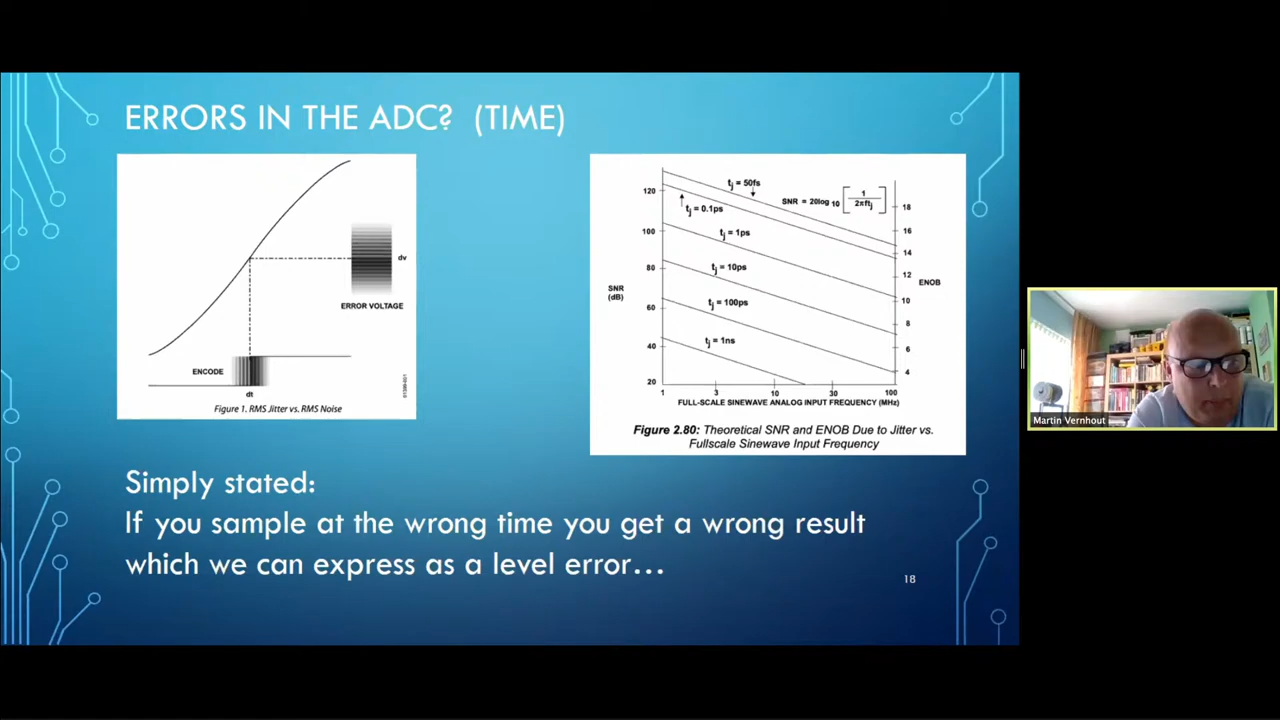 ERRORS IN THE ADC? (TIME)
dv
ERROR VOLTAGE
ENCODE
dt
Figure 1. RMS Jitter vs. RMS Noise
120
100
80
SNR
(dB)
60
40
20
tj = 50fs
tj = 0.1ps
tj = 1ps
tj = 10ps
tj = 100ps
tj = 1ns
SNR = 20log 10 [ 1 / 2πftj ]
18
16
14
12
ENOB
10
8
6
4
1 3 10 30 100
FULL-SCALE SINEWAVE ANALOG INPUT FREQUENCY (MHz)
Figure 2.80: Theoretical SNR and ENOB Due to Jitter vs.
Fullscale Sinewave Input Frequency
Simply stated:
If you sample at the wrong time you get a wrong result
which we can express as a level error...
18
Martin Vernhout